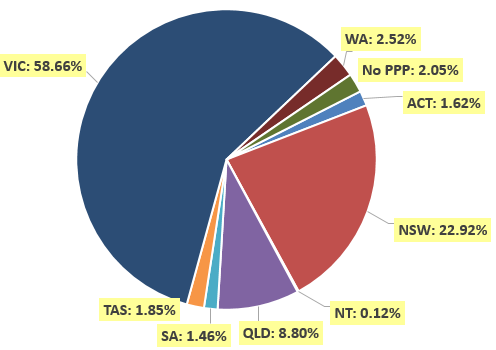 WA: 2.52%
VIC: 58.66%
No PPP: 2.05%
ACT: 1.62%
NSW: 22.92%
TAS: 1.85%
NT: 0.12%
SA: 1.46%
QLD: 8.80%